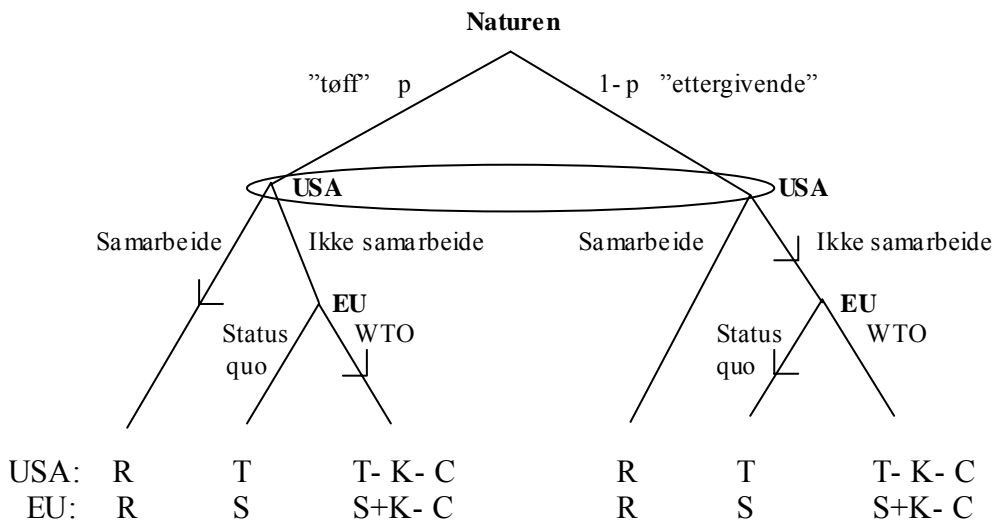 Naturen
”tøff” p 1-p ”ettergivende”
USA USA
Samarbeide Ikke samarbeide Samarbeide Ikke samarbeide
EU EU
Status WTO Status WTO
quo quo
USA: R T T-K-C R T T-K-C
EU: R S S+K-C R S S+K-C